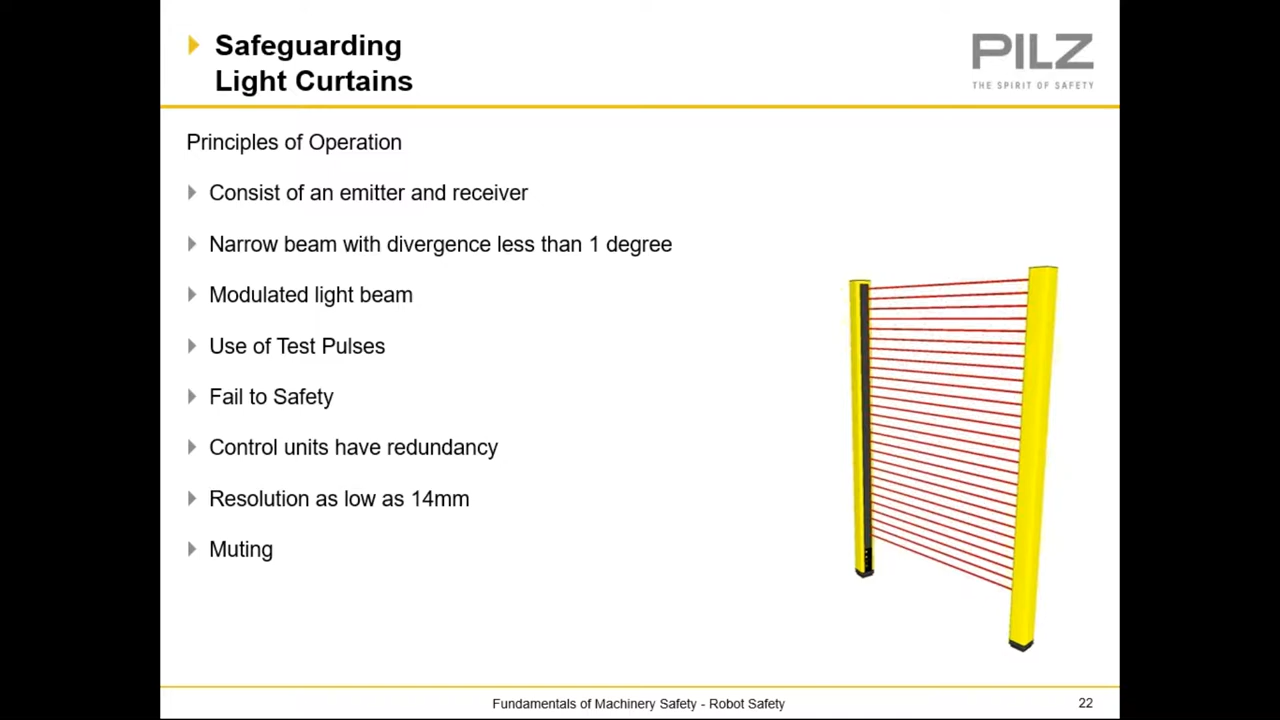 Safeguarding
Light Curtains
PILZ
THE SPIRIT OF SAFETY
Principles of Operation
Consist of an emitter and receiver
Narrow beam with divergence less than 1 degree
Modulated light beam
Use of Test Pulses
Fail to Safety
Control units have redundancy
Resolution as low as 14mm
Muting
Fundamentals of Machinery Safety - Robot Safety
22